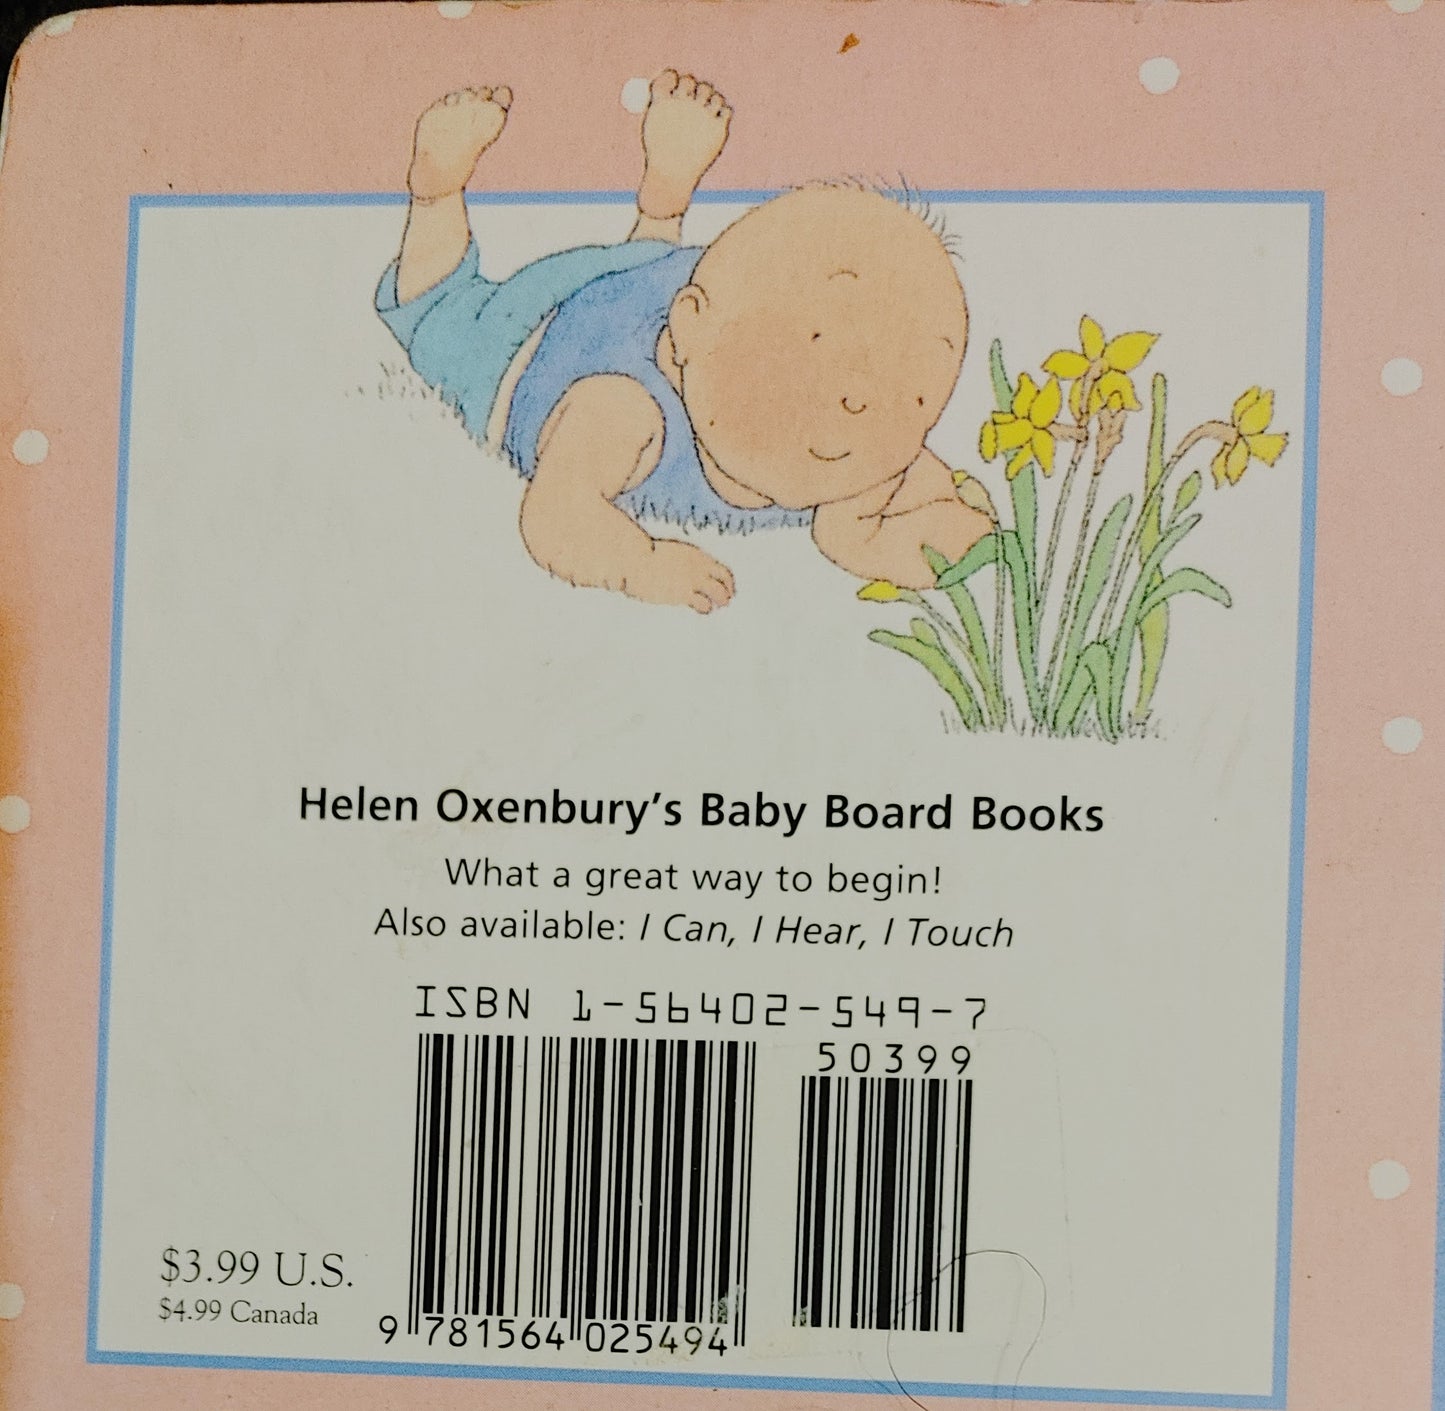 Helen Oxenbury's Baby Board Books
What a great way to begin!
Also available: I Can, I Hear, I Touch
ISBN 1-56402-549-7
50399
$3.99 U.S.
$4.99 Canada
9 781564 025494